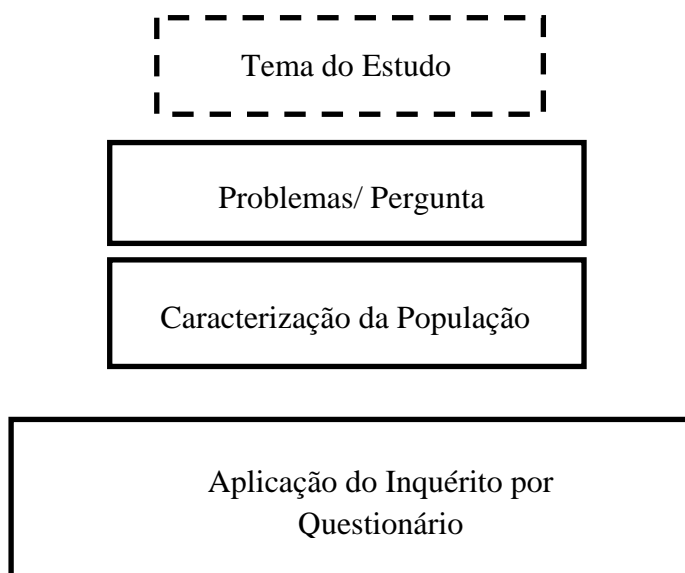 Tema do Estudo
Problemas/ Pergunta
Caracterização da População
Aplicação do Inquérito por
Questionário